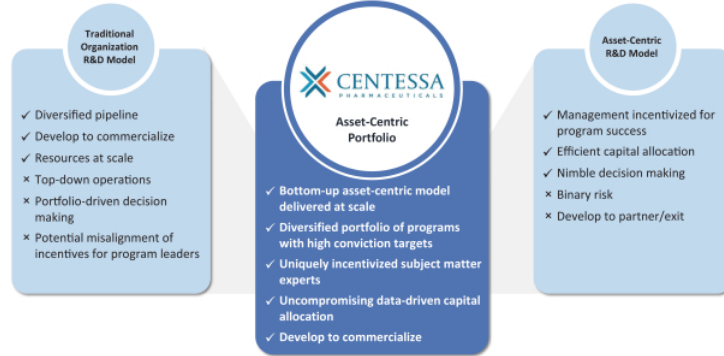 Traditional
Organization
R&D Model
✓ Diversified pipeline
✓ Develop to commercialize
✓ Resources at scale
× Top-down operations
× Portfolio-driven decision
making
× Potential misalignment of
incentives for program leaders
CENTESSA
PHARMACEUTICALS
Asset-Centric
Portfolio
✓ Bottom-up asset-centric model
delivered at scale
✓ Diversified portfolio of programs
with high conviction targets
✓ Uniquely incentivized subject matter
experts
✓ Uncompromising data-driven capital
allocation
✓ Develop to commercialize
Asset-Centric
R&D Model
✓ Management incentivized for
program success
✓ Efficient capital allocation
✓ Nimble decision making
× Binary risk
× Develop to partner/exit